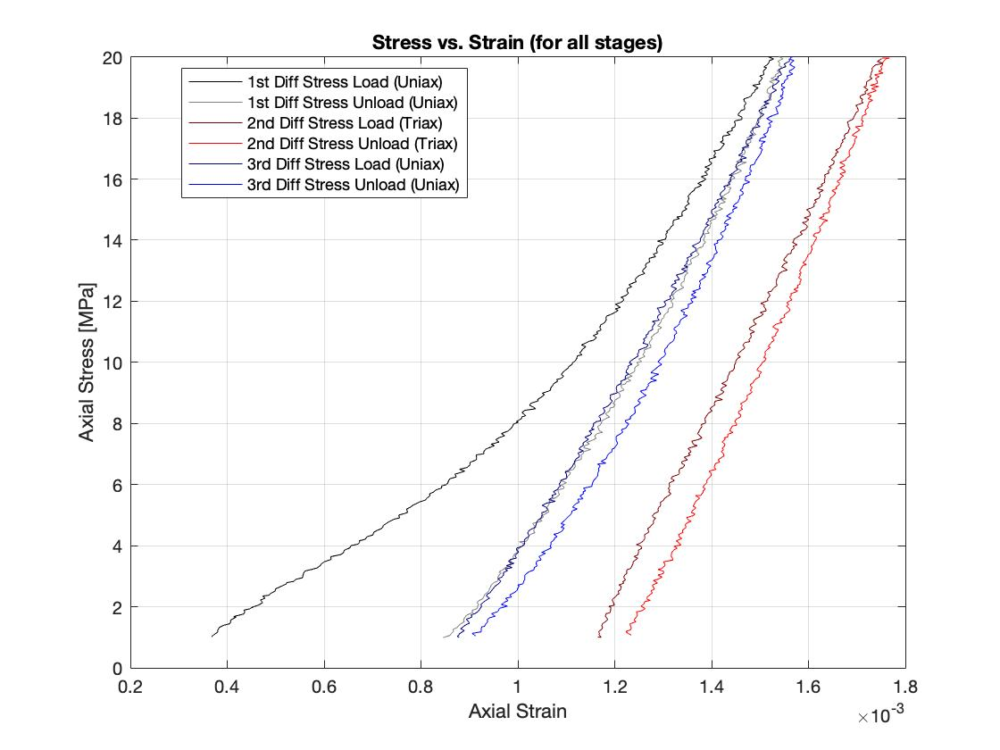 Stress vs. Strain (for all stages)
20
18
16
14
12
10
8
6
4
2
0
Axial Stress [MPa]
1st Diff Stress Load (Uniax)
1st Diff Stress Unload (Uniax)
2nd Diff Stress Load (Triax)
2nd Diff Stress Unload (Triax)
3rd Diff Stress Load (Uniax)
3rd Diff Stress Unload (Uniax)
0.2 0.4 0.6 0.8 1 1.2 1.4 1.6 1.8
Axial Strain
×10⁻³